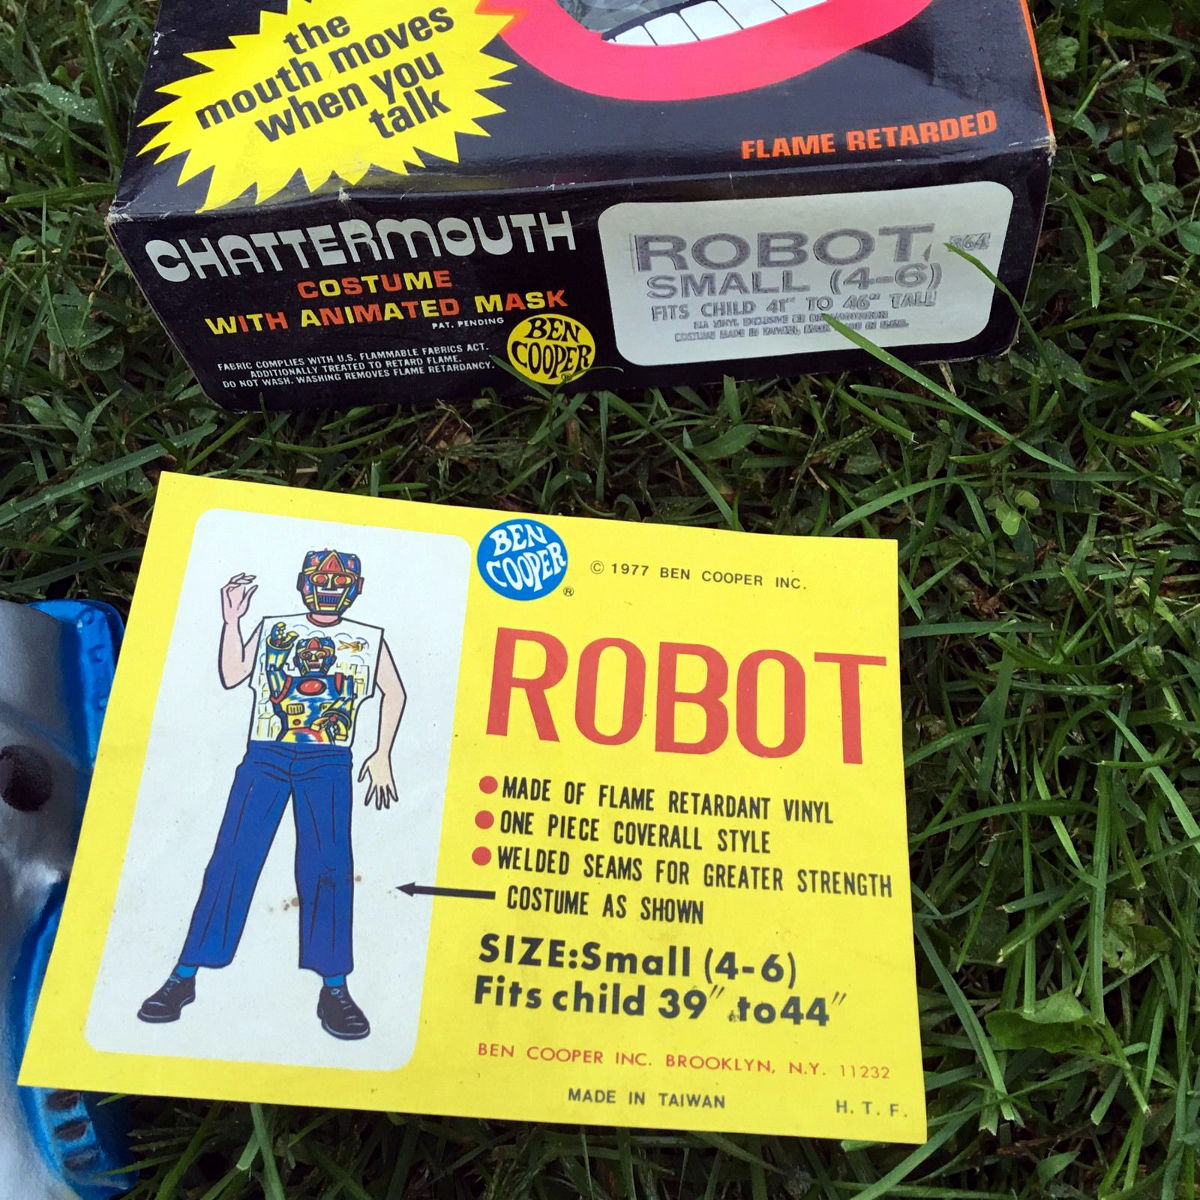 the
mouth moves
when you
talk
FLAME RETARDED
CHATTERMOUTH
COSTUME
WITH ANIMATED MASK
PAT. PENDING
FABRIC COMPLIES WITH U.S. FLAMMABLE FABRICS ACT.
ADDITIONALLY TREATED TO RETARD FLAME.
DO NOT WASH. WASHING REMOVES FLAME RETARDANCY.
BEN
COOPER
®
ROBOT
SMALL (4-6)
FITS CHILD 41" TO 46" TALL
BEN
COOPER
®
© 1977 BEN COOPER INC.
ROBOT
MADE OF FLAME RETARDANT VINYL
ONE PIECE COVERALL STYLE
WELDED SEAMS FOR GREATER STRENGTH
COSTUME AS SHOWN
SIZE:Small (4-6)
Fits child 39" to 44"
BEN COOPER INC. BROOKLYN, N.Y. 11232
MADE IN TAIWAN
H. T. F.